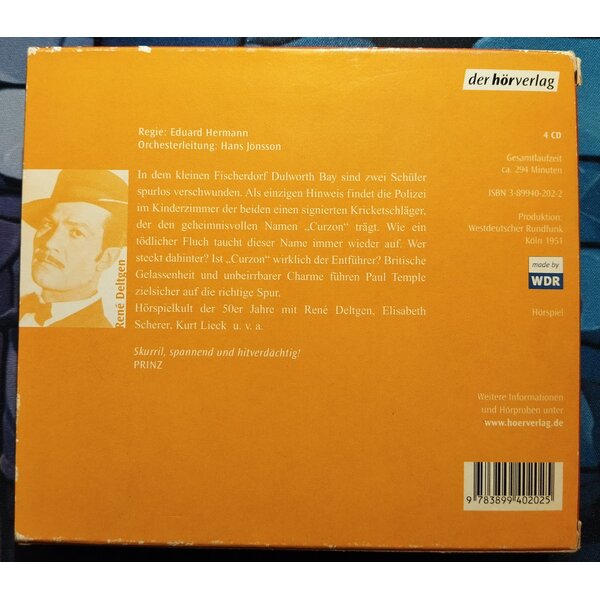 der hörverlag
Regie: Eduard Hermann
Orchesterleitung: Hans Jönsson
In dem kleinen Fischerdorf Dulworth Bay sind zwei Schüler
spurlos verschwunden. Als einzigen Hinweis findet die Polizei
im Kinderzimmer der beiden einen signierten Kricketschläger,
der den geheimnisvollen Namen „Curzon“ trägt. Wie ein
tödlicher Fluch taucht dieser Name immer wieder auf. Wer
steckt dahinter? Ist „Curzon“ wirklich der Entführer? Britische
Gelassenheit und unbeirrbarer Charme führen Paul Temple
zielsicher auf die richtige Spur.
Hörspielkult der 50er Jahre mit René Deltgen, Elisabeth
Scherer, Kurt Lieck u. v. a.
Skurril, spannend und hitverdächtig!
PRINZ
René Deltgen
4 CD
Gesamtlaufzeit
ca. 294 Minuten
ISBN 3-89940-202-2
Produktion:
Westdeutscher Rundfunk
Köln 1951
made by
WDR
Hörspiel
Weitere Informationen
und Hörproben unter
www.hoerverlag.de
9 783899 402025